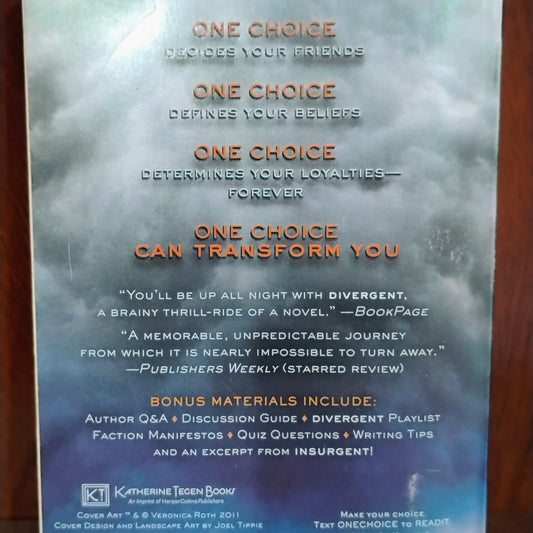 ONE CHOICE
DECIDES YOUR FRIENDS
ONE CHOICE
DEFINES YOUR BELIEFS
ONE CHOICE
DETERMINES YOUR LOYALTIES—
FOREVER
ONE CHOICE
CAN TRANSFORM YOU
“YOU’LL BE UP ALL NIGHT WITH DIVERGENT,
A BRAINY THRILL-RIDE OF A NOVEL.” —BOOKPAGE
“A MEMORABLE, UNPREDICTABLE JOURNEY
FROM WHICH IT IS NEARLY IMPOSSIBLE TO TURN AWAY.”
—PUBLISHERS WEEKLY (STARRED REVIEW)
BONUS MATERIALS INCLUDE:
AUTHOR Q&A ♦ DISCUSSION GUIDE ♦ DIVERGENT PLAYLIST
FACTION MANIFESTOS ♦ QUIZ QUESTIONS ♦ WRITING TIPS
AND AN EXCERPT FROM INSURGENT!
KT KATHERINE TEGEN BOOKS
An Imprint of HarperCollinsPublishers
COVER ART ™ & © VERONICA ROTH 2011
COVER DESIGN AND LANDSCAPE ART BY JOEL TIPPIE
MAKE YOUR CHOICE.
TEXT ONECHOICE TO READIT.